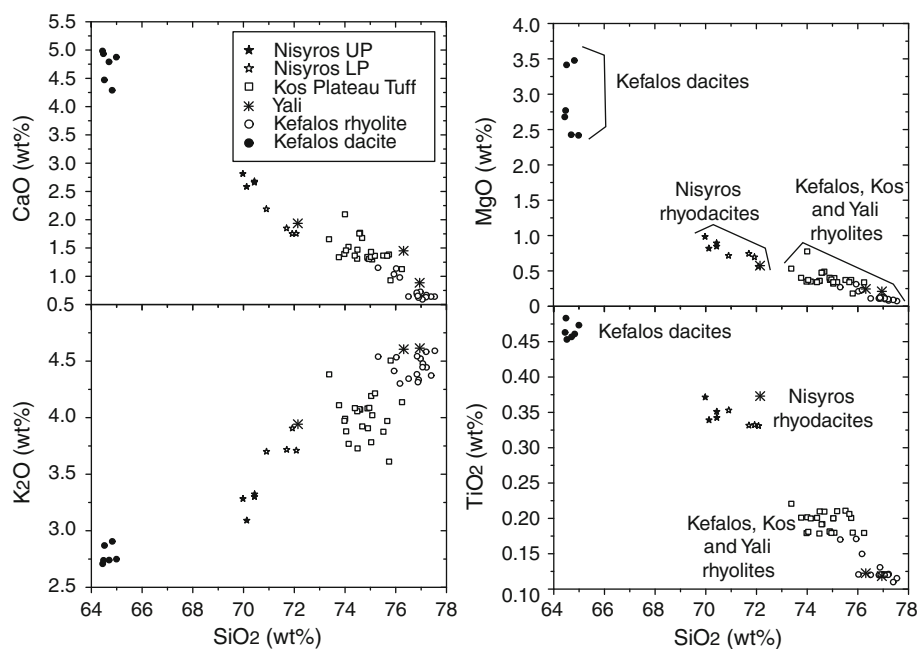 5.5
5.0
4.5
4.0
3.5
3.0
2.5
2.0
1.5
1.0
0.5
CaO (wt%)
Nisyros UP
Nisyros LP
Kos Plateau Tuff
Yali
Kefalos rhyolite
Kefalos dacite
4.0
3.5
3.0
2.5
2.0
1.5
1.0
0.5
0
MgO (wt%)
Kefalos dacites
Nisyros
rhyodacites
Kefalos, Kos
and Yali
rhyolites
4.5
4.0
3.5
3.0
2.5
K2O (wt%)
64 66 68 70 72 74 76 78
SiO2 (wt%)
0.45
0.40
0.35
0.30
0.25
0.20
0.15
0.10
TiO2 (wt%)
Kefalos dacites
Nisyros
rhyodacites
Kefalos, Kos
and Yali
rhyolites
64 66 68 70 72 74 76 78
SiO2 (wt%)